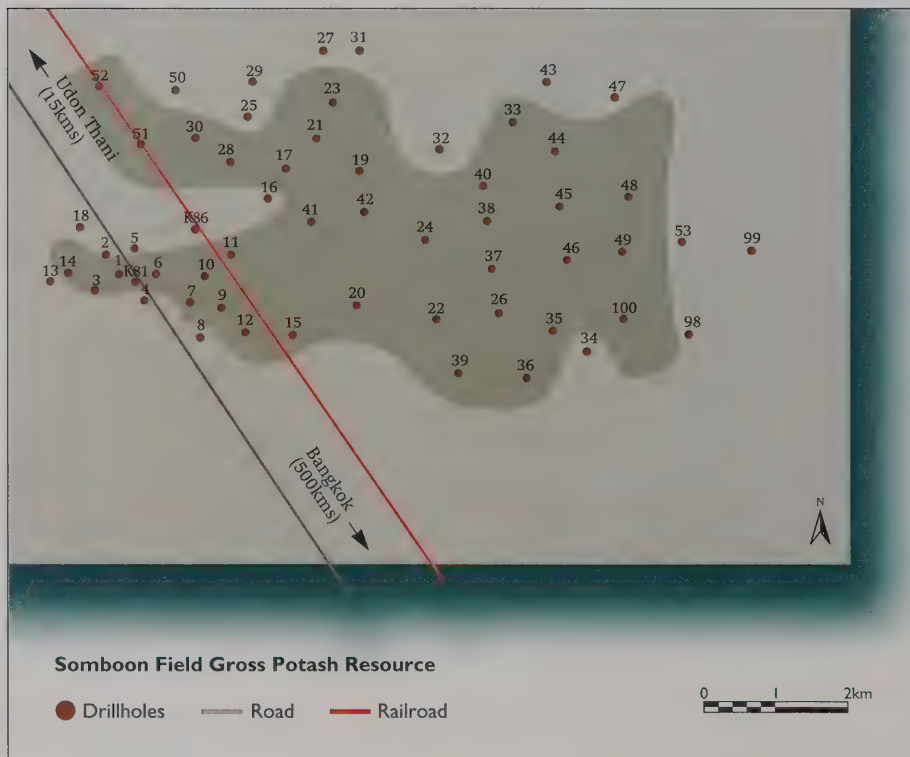 27 31
52 50 29 43 47
23
25
33
Udon Thani
(15kms)
51 30 21 32 44
28 17 19
16 40 45 48
18 K86 41 42 38
24
2 5 11 53 99
46 49
13 14 1 K81 6 10 37
3 4 7 9 20 26 100
22
8 12 15 35 98
34
39 36
Bangkok
(500kms)
N
Somboon Field Gross Potash Resource
Drillholes Road Railroad
0 1 2km